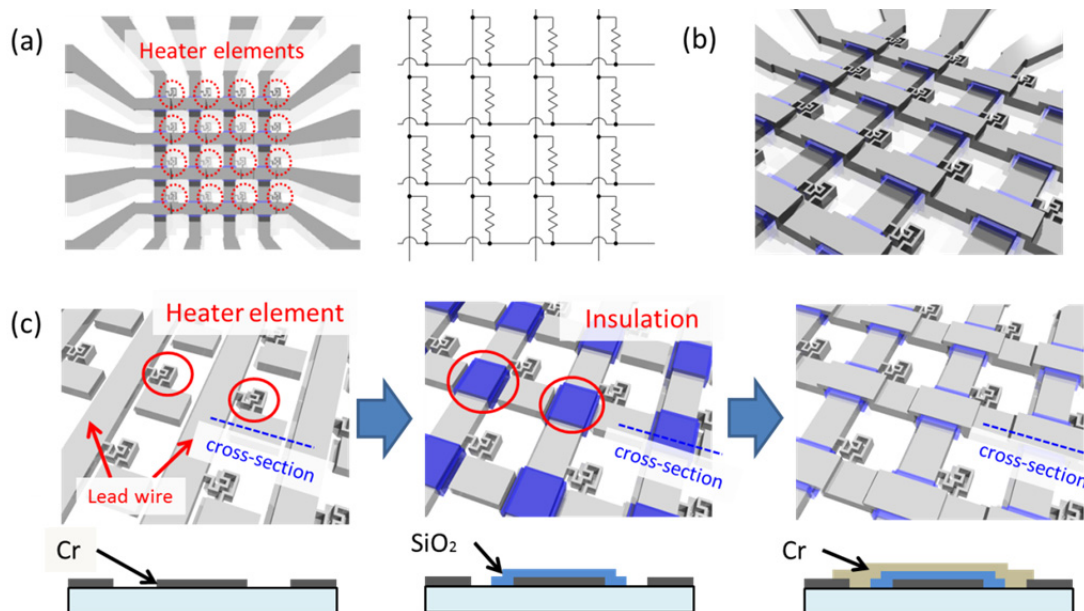 (a)
Heater elements
(b)
(c)
Heater element
Lead wire
cross-section
Insulation
cross-section
cross-section
Cr
SiO₂
Cr